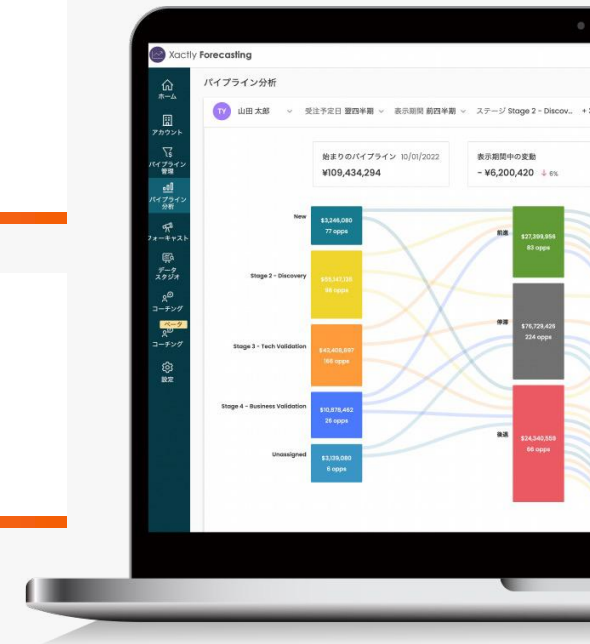 Xactly Forecasting
ホーム
アカウント
パイプライン
管理
パイプライン
分析
フォーキャスト
データ
スタジオ
コーチング
ベータ
コーチング
設定
パイプライン分析
TY 山田 太郎 受注予定日 翌四半期 表示期間 前四半期 ステージ Stage 2 - Discov...
始まりのパイプライン 10/01/2022
¥109,434,294
表示期間中の変動
- ¥6,200,420 ↓ 6%
New
$3,246,080
77 opps
Stage 2 - Discovery
Stage 3 - Tech Validation
Stage 4 - Business Validation
$10,878,462
26 opps
Unassigned
$3,139,080
6 opps
前進
$27,399,956
83 opps
停滞
$76,729,428
224 opps
後退
$24,340,559
66 opps